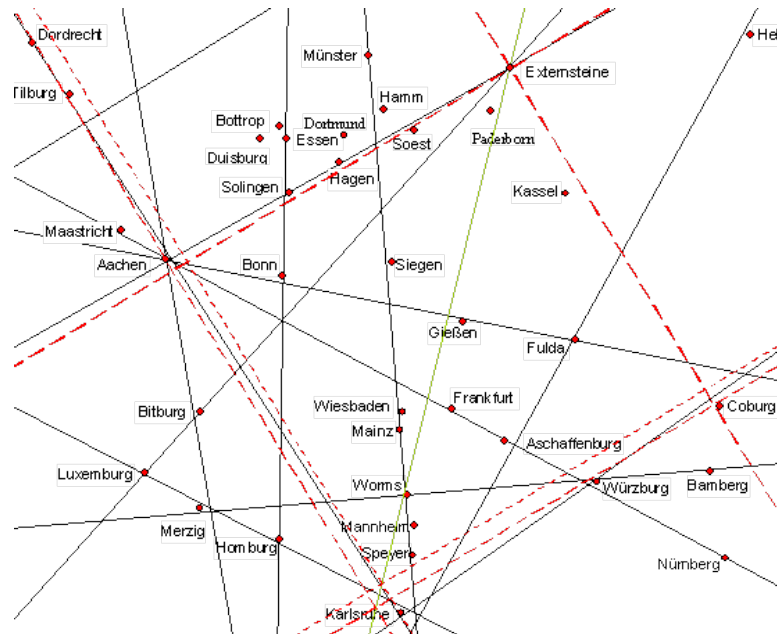 Dordrecht
Hel
Münster
Externsteine
Tilburg
Hamm
Bottrop
Dortmund
Essen
Soest
Paderborn
Duisburg
Hagen
Solingen
Kassel
Maastricht
Aachen
Bonn
Siegen
Gießen
Fulda
Bitburg
Wiesbaden
Frankfurt
Coburg
Mainz
Aschaffenburg
Luxemburg
Worms
Würzburg
Bamberg
Merzig
Mannheim
Homburg
Speyer
Nürnberg
Karlsruhe